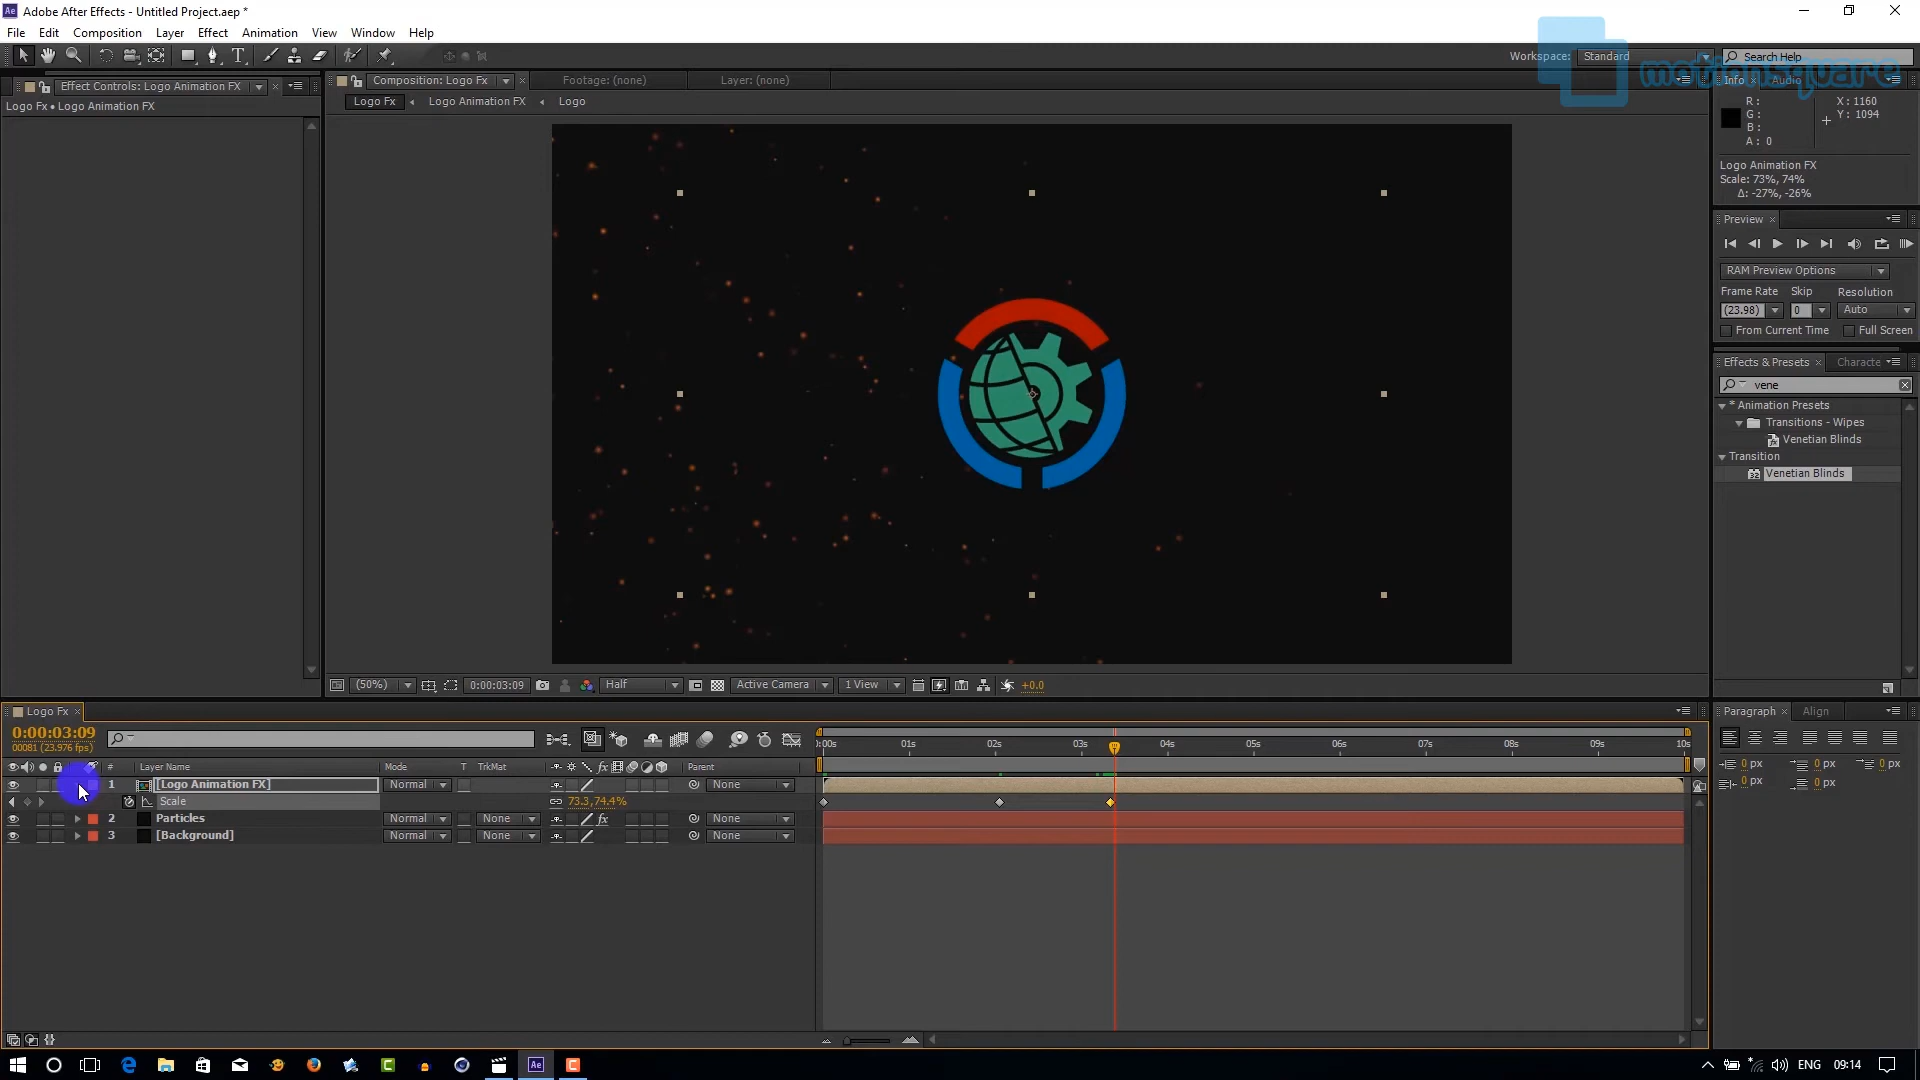 Adobe After Effects - Untitled Project.aep *
File Edit Composition Layer Effect Animation View Window Help
Workspace: Standard Search Help
motionsquare
Effect Controls: Logo Animation FX
Logo Fx • Logo Animation FX
Composition: Logo Fx Footage: (none) Layer: (none)
Logo Fx Logo Animation FX Logo
Info Audio
R: X: 1160
G: Y: 1094
B:
A: 0
Logo Animation FX
Scale: 73%, 74%
Δ: -27%, -26%
Preview
RAM Preview Options
Frame Rate Skip Resolution
(23.98) 0 Auto
From Current Time Full Screen
Effects & Presets Characte
vene
* Animation Presets
Transitions - Wipes
Venetian Blinds
Transition
Venetian Blinds
(50%) 0:00:03:09 Half Active Camera 1 View +0.0
Logo Fx
0:00:03:09
00081 (23.976 fps)
:00s 01s 02s 03s 04s 05s 06s 07s 08s 09s 10s
# Layer Name Mode T TrkMat Parent
1 [Logo Animation FX] Normal None
Scale 73.3,74.4%
2 Particles Normal None None
3 [Background] Normal None None
Paragraph Align
0 px 0 px 0 px
0 px 0 px
ENG 09:14